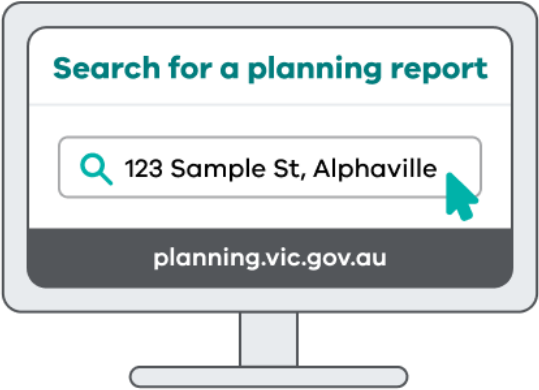 Search for a planning report
123 Sample St, Alphaville
planning.vic.gov.au